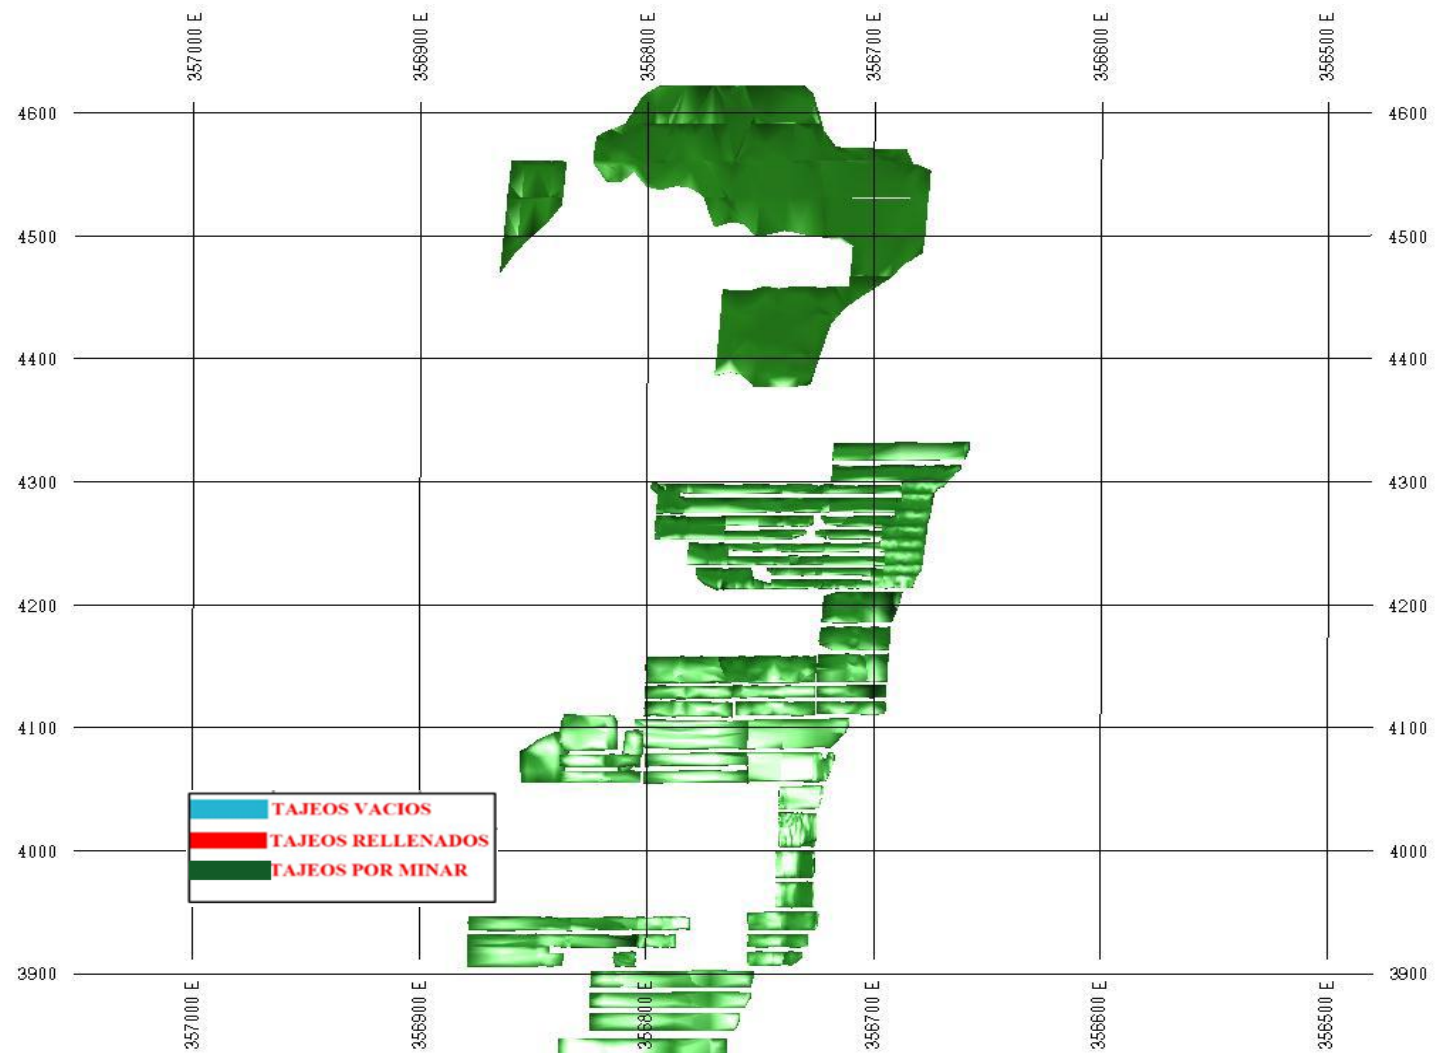 357000 E 356900 E 356800 E 356700 E 356600 E 356500 E
4600 4600
4500 4500
4400 4400
4300 4300
4200 4200
4100 4100
TAJEOS VACIOS
TAJEOS RELLENADOS
4000 4000
TAJEOS POR MINAR
3900 3900
357000 E 356900 E 356800 E 356700 E 356600 E 356500 E